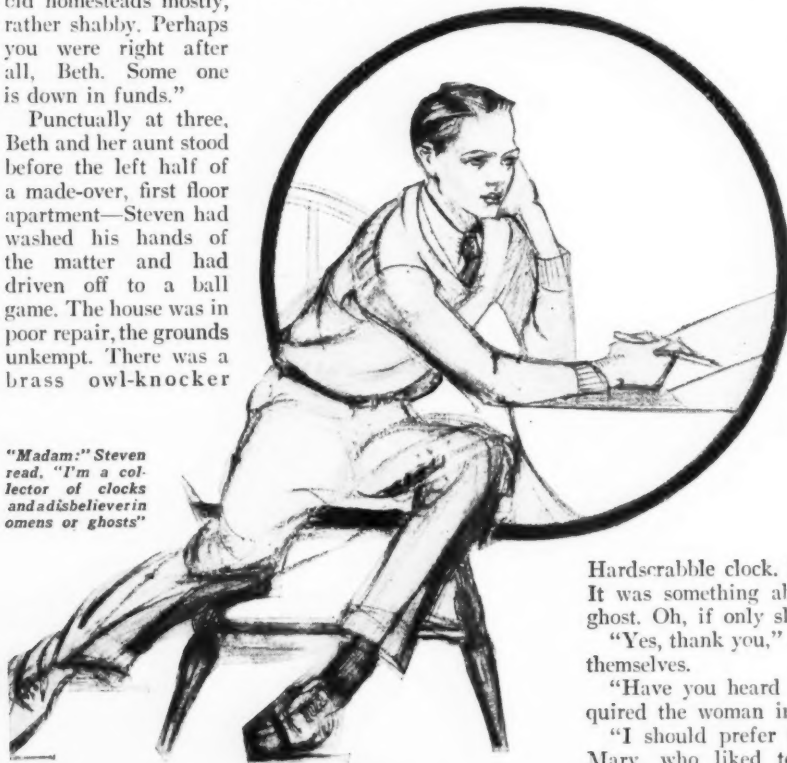 old homesteads mostly,
rather shabby. Perhaps
you were right after
all, Beth. Some one
is down in funds."
Punctually at three,
Beth and her aunt stood
before the left half of
a made-over, first floor
apartment—Steven had
washed his hands of
the matter and had
driven off to a ball
game. The house was in
poor repair, the grounds
unkempt. There was a
brass owl-knocker
"Madam:" Steven
read. "I'm a col-
lector of clocks
and a disbeliever in
omens or ghosts"
Hardscrabble clock.
It was something
ghost. Oh, if only
"Yes, thank you,"
themselves.
"Have you heard
quired the woman
"I should prefer
Mary, who liked